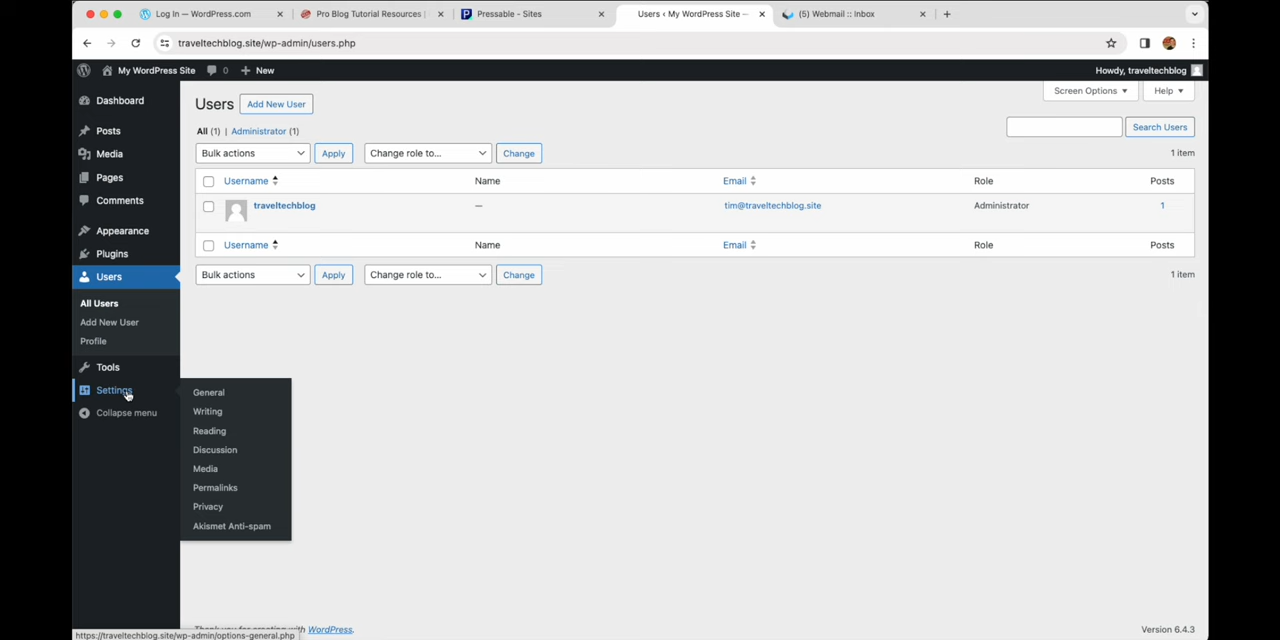 Log In — WordPress.com
Pro Blog Tutorial Resources |
Pressable - Sites
Users ‹ My WordPress Site —
(5) Webmail :: Inbox
traveltechblog.site/wp-admin/users.php
My WordPress Site
0
New
Howdy, traveltechblog
Dashboard
Posts
Media
Pages
Comments
Appearance
Plugins
Users
All Users
Add New User
Profile
Tools
Settings
Collapse menu
General
Writing
Reading
Discussion
Media
Permalinks
Privacy
Akismet Anti-spam
Users
Add New User
Screen Options
Help
All (1) | Administrator (1)
Search Users
Bulk actions
Apply
Change role to...
Change
1 item
Username
Name
Email
Role
Posts
traveltechblog
—
tim@traveltechblog.site
Administrator
1
Username
Name
Email
Role
Posts
Bulk actions
Apply
Change role to...
Change
1 item
Thank you for creating with WordPress.
Version 6.4.3
https://traveltechblog.site/wp-admin/options-general.php